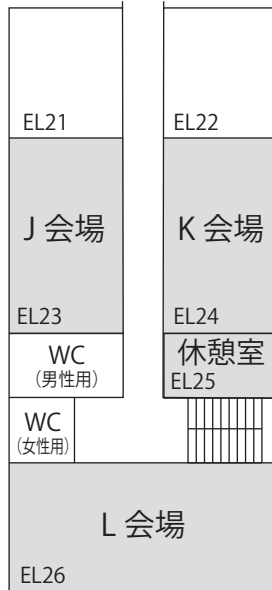 EL21
EL22
J 会場
K 会場
EL23
EL24
WC
(男性用)
休憩室
EL25
WC
(女性用)
L 会場
EL26